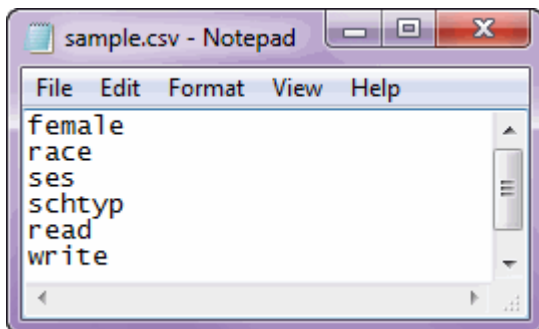 sample.csv - Notepad
File Edit Format View Help
female
race
ses
schtyp
read
write